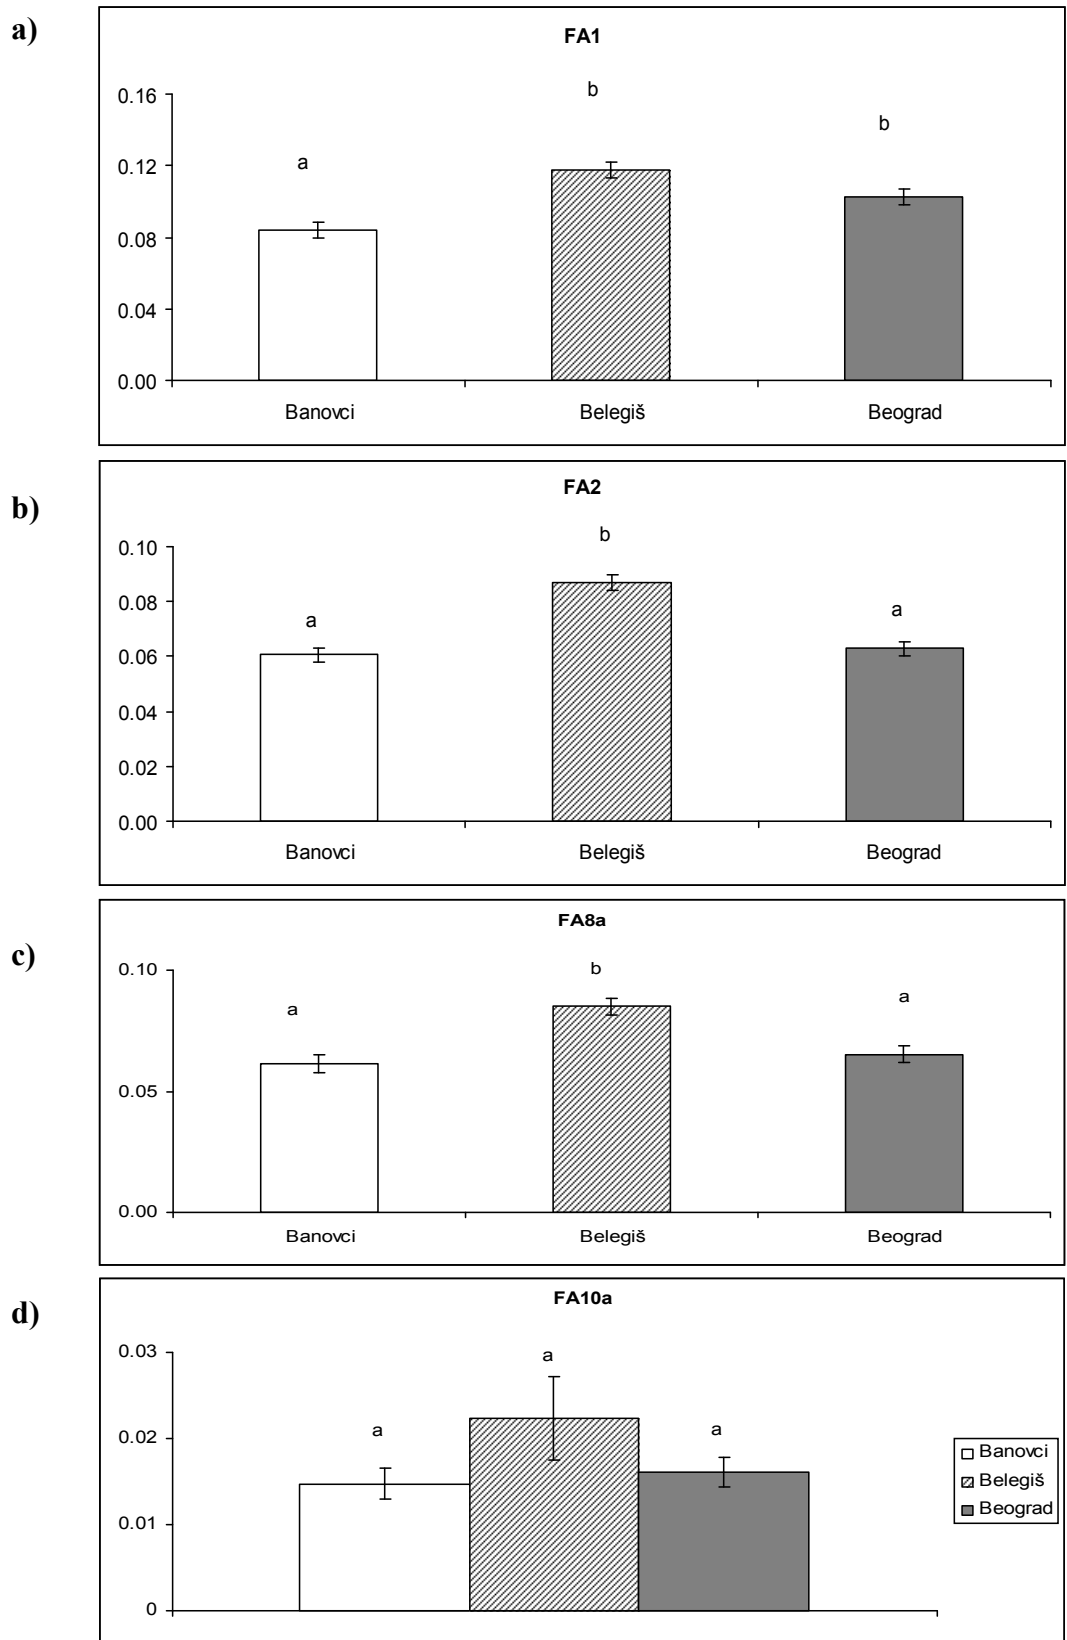 a)
FA1
b
b
a
0.16
0.12
0.08
0.04
0.00
Banovci Belegiš Beograd
b)
FA2
b
a
a
0.10
0.08
0.06
0.04
0.02
0.00
Banovci Belegiš Beograd
c)
FA8a
b
a
a
0.10
0.05
0.00
Banovci Belegiš Beograd
d)
FA10a
a
a
a
0.03
0.02
0.01
0
Banovci
Belegiš
Beograd